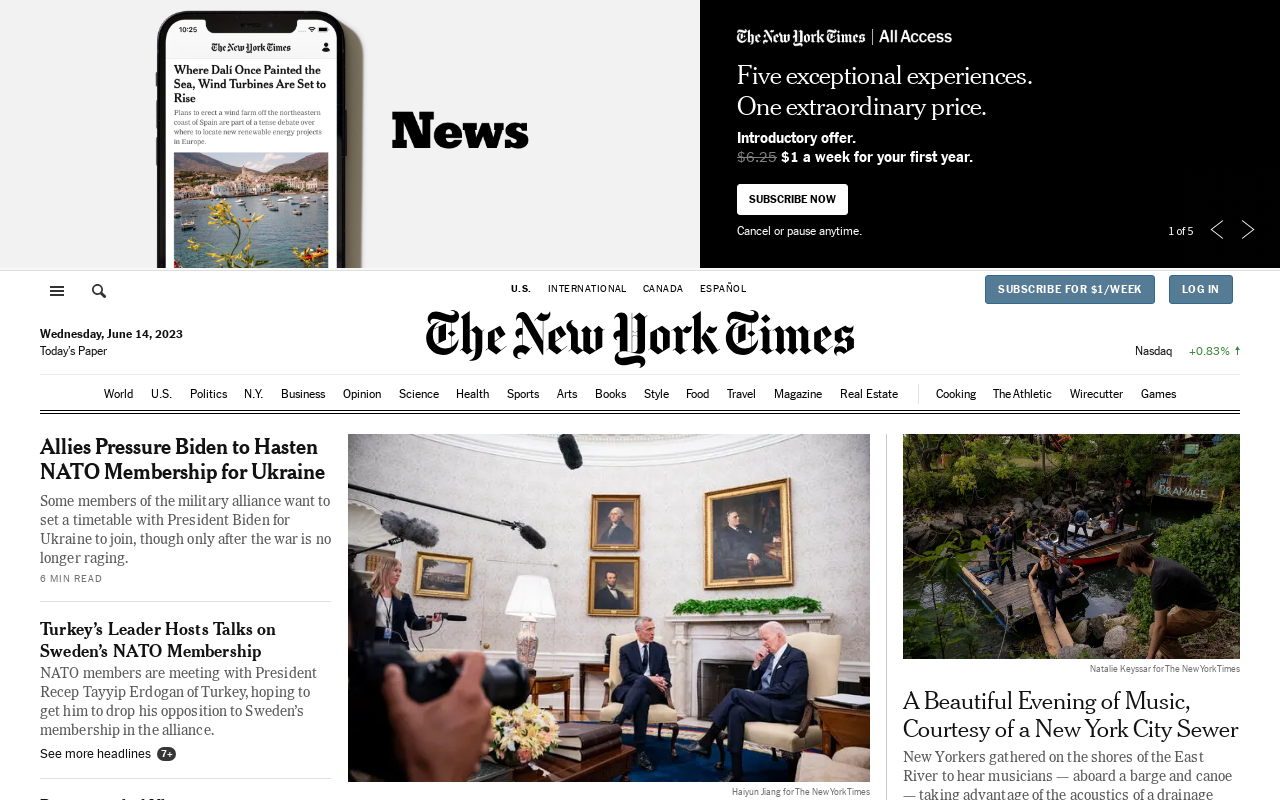 10:25
The New York Times
Where Dalí Once Painted the
Sea, Wind Turbines Are Set to
Rise
Plans to erect a wind farm off the northeastern
coast of Spain are part of a tense debate over
where to locate new renewable energy projects
in Europe.
News
The New York Times | All Access
Five exceptional experiences.
One extraordinary price.
Introductory offer.
$6.25 $1 a week for your first year.
SUBSCRIBE NOW
Cancel or pause anytime.
1 of 5
U.S. INTERNATIONAL CANADA ESPAÑOL
SUBSCRIBE FOR $1/WEEK LOG IN
Wednesday, June 14, 2023
Today's Paper
The New York Times
Nasdaq +0.83%
World U.S. Politics N.Y. Business Opinion Science Health Sports Arts Books Style Food Travel Magazine Real Estate Cooking The Athletic Wirecutter Games
Allies Pressure Biden to Hasten
NATO Membership for Ukraine
Some members of the military alliance want to
set a timetable with President Biden for
Ukraine to join, though only after the war is no
longer raging.
6 MIN READ
Turkey's Leader Hosts Talks on
Sweden's NATO Membership
NATO members are meeting with President
Recep Tayyip Erdogan of Turkey, hoping to
get him to drop his opposition to Sweden's
membership in the alliance.
See more headlines 7+
Haiyun Jiang for The New York Times
BRAMAGE
Natalie Keyssar for The New York Times
A Beautiful Evening of Music,
Courtesy of a New York City Sewer
New Yorkers gathered on the shores of the East
River to hear musicians — aboard a barge and canoe
— taking advantage of the acoustics of a drainage